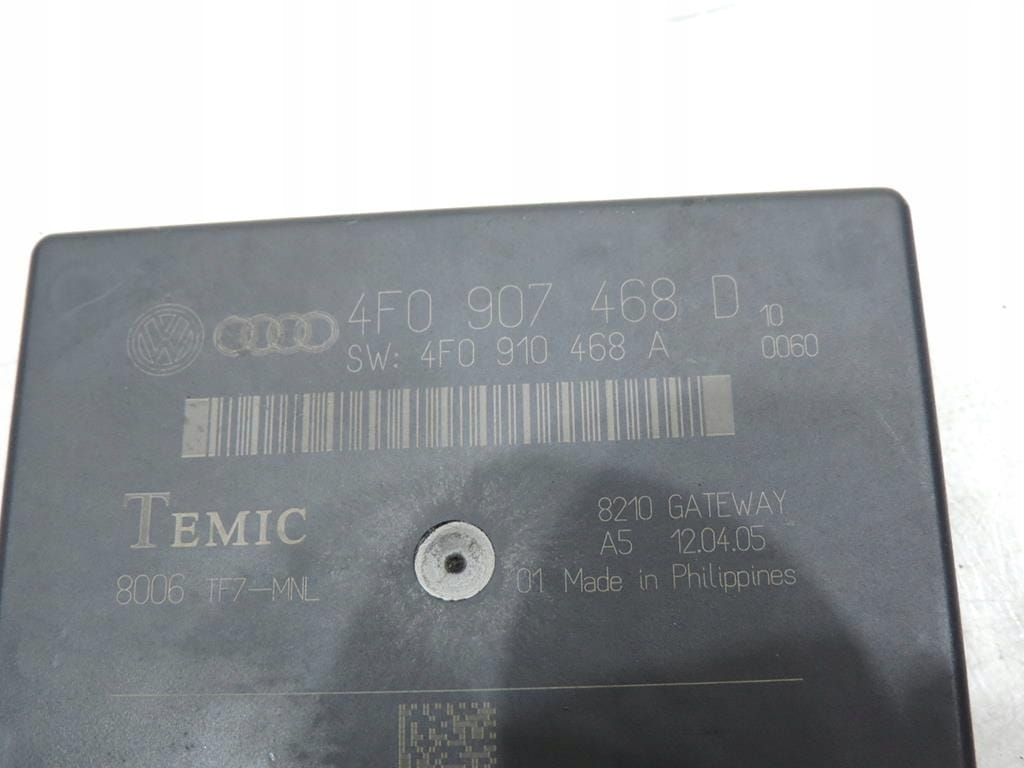 4F0 907 468 D 10
SW: 4F0 910 468 A 0060
TEMIC
8210 GATEWAY
A5 12.04.05
8006 TF7-MNL
01 Made in Philippines